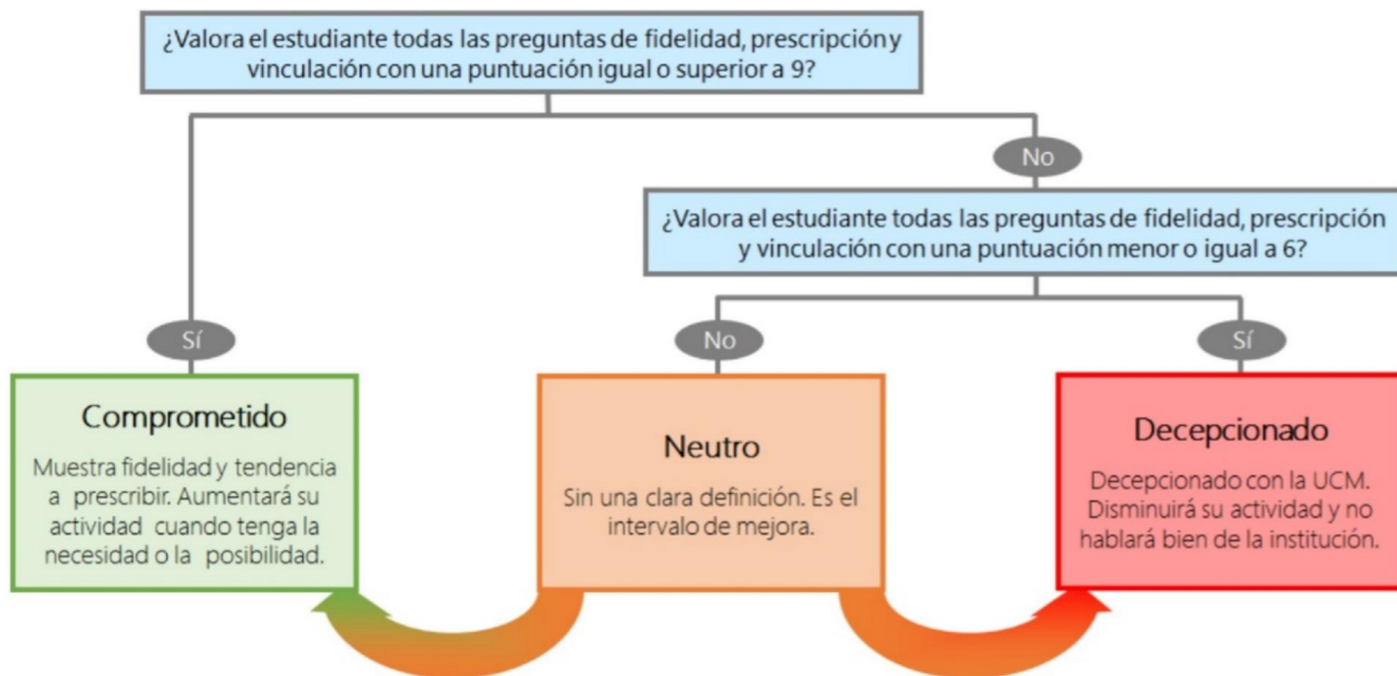 ¿Valora el estudiante todas las preguntas de fidelidad, prescripción y
vinculación con una puntuación igual o superior a 9?
No
¿Valora el estudiante todas las preguntas de fidelidad, prescripción
y vinculación con una puntuación menor o igual a 6?
Sí
No
Sí
Comprometido
Muestra fidelidad y tendencia
a prescribir. Aumentará su
actividad cuando tenga la
necesidad o la posibilidad.
Neutro
Sin una clara definición. Es el
intervalo de mejora.
Decepcionado
Decepcionado con la UCM.
Disminuirá su actividad y no
hablará bien de la institución.